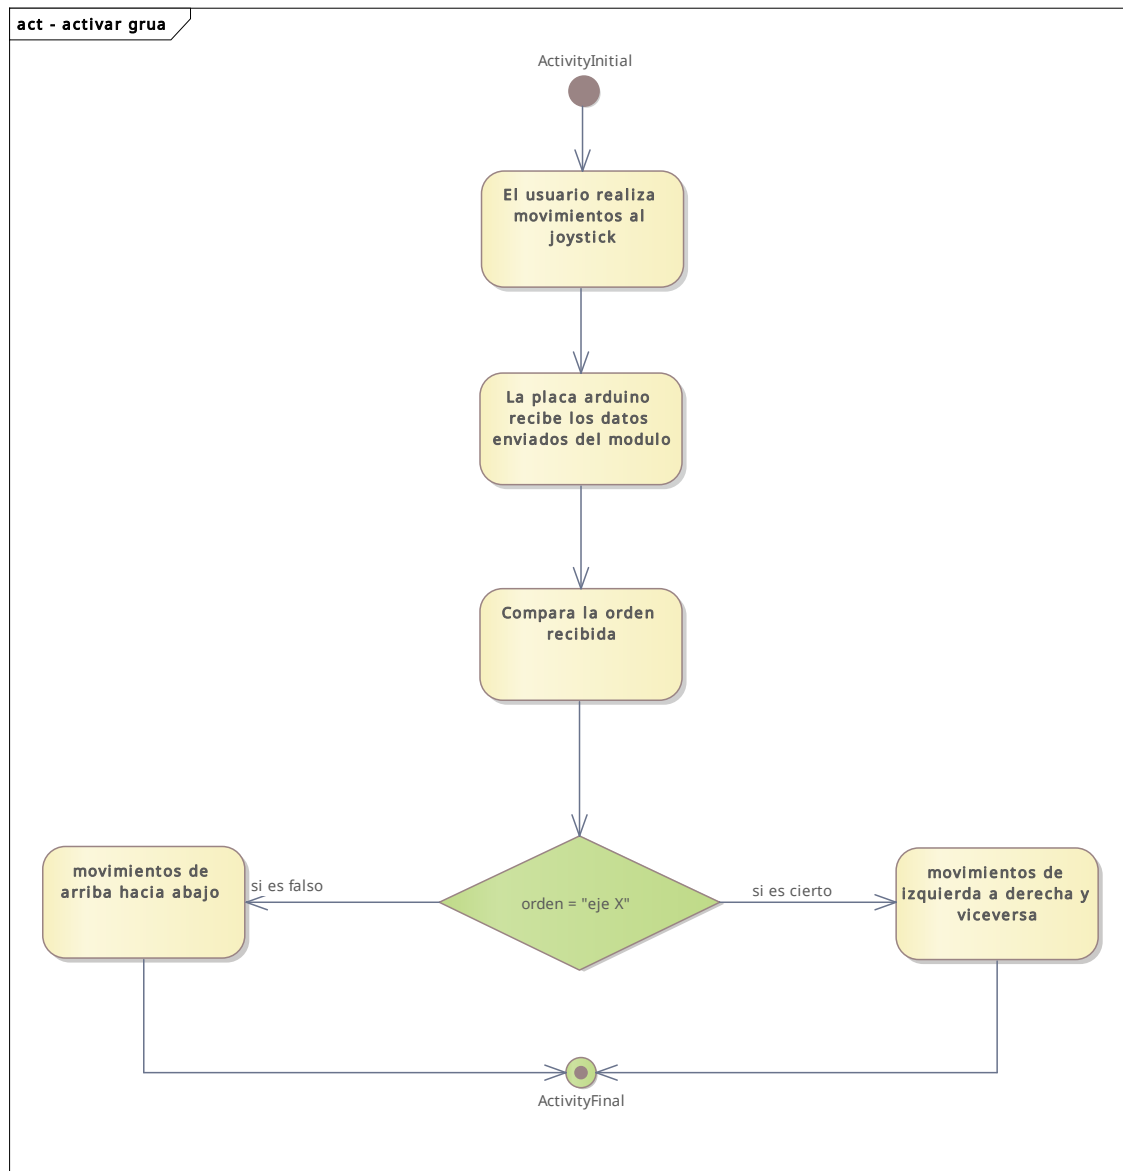 act - activar grua
ActivityInitial
El usuario realiza
movimientos al
joystick
La placa arduino
recibe los datos
enviados del modulo
Compara la orden
recibida
movimientos de
arriba hacia abajo
si es falso
orden = "eje X"
si es cierto
movimientos de
izquierda a derecha y
viceversa
ActivityFinal